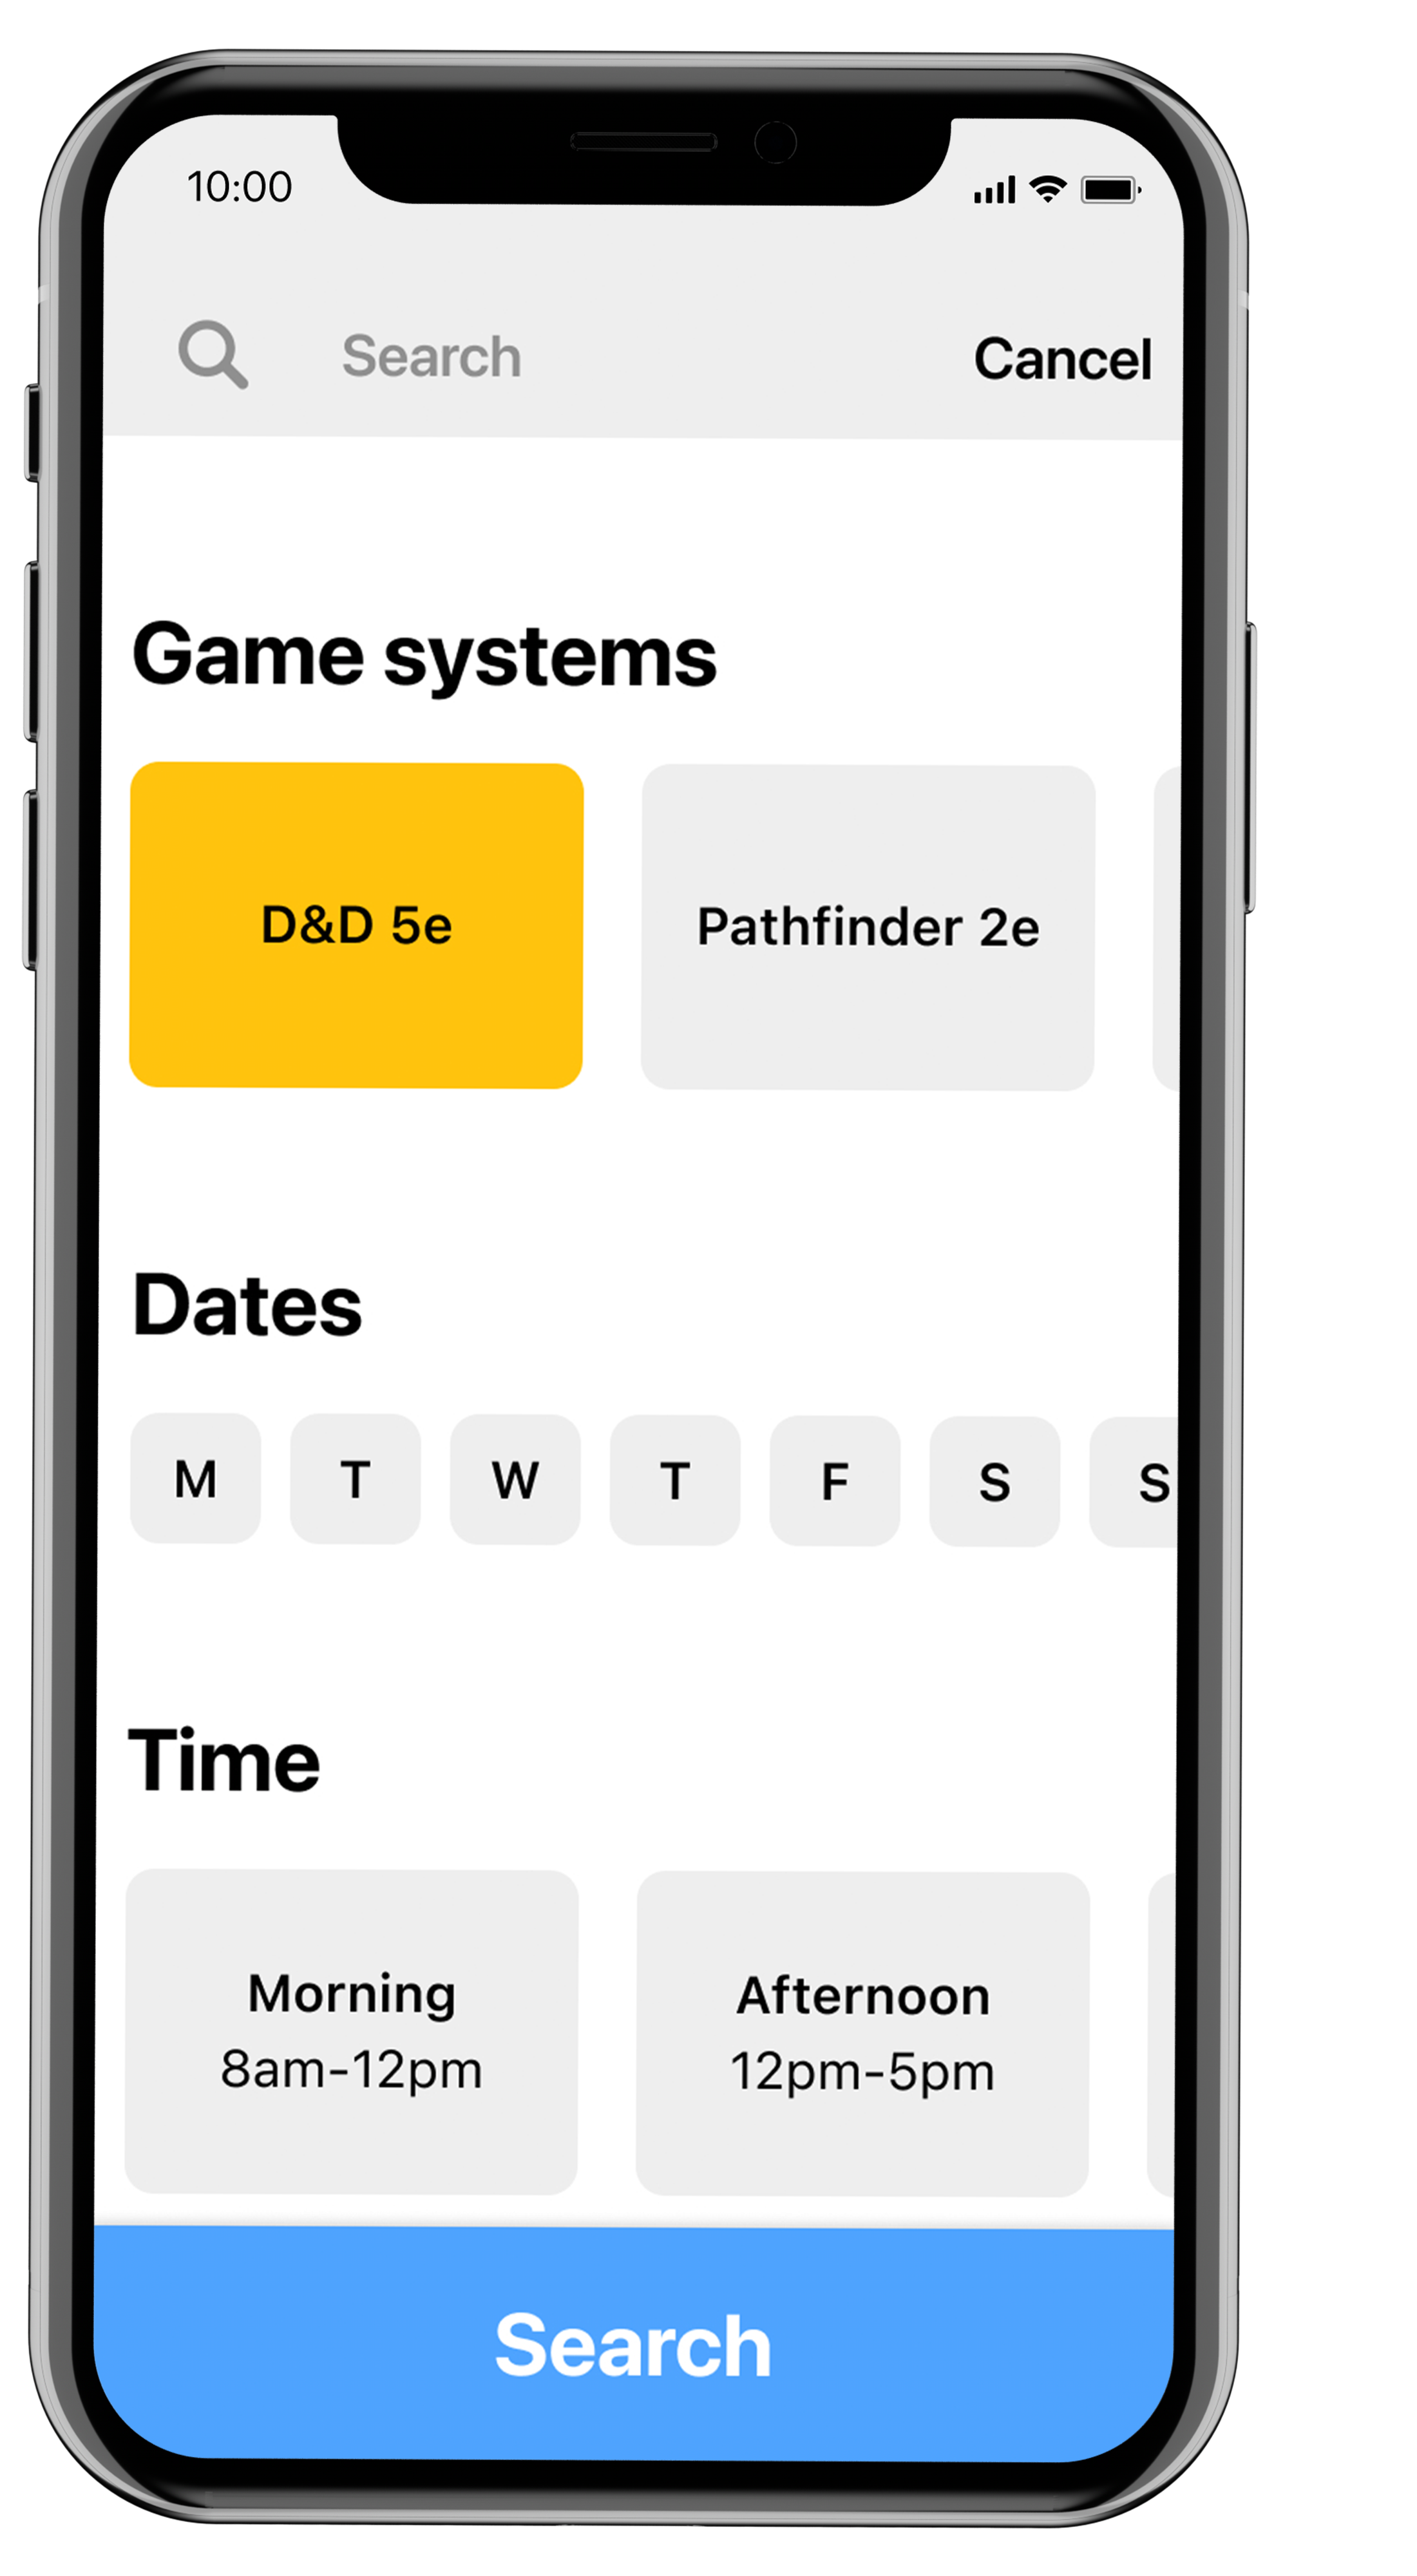 10:00
Search
Cancel
Game systems
D&D 5e
Pathfinder 2e
Dates
M T W T F S S
Time
Morning
8am-12pm
Afternoon
12pm-5pm
Search